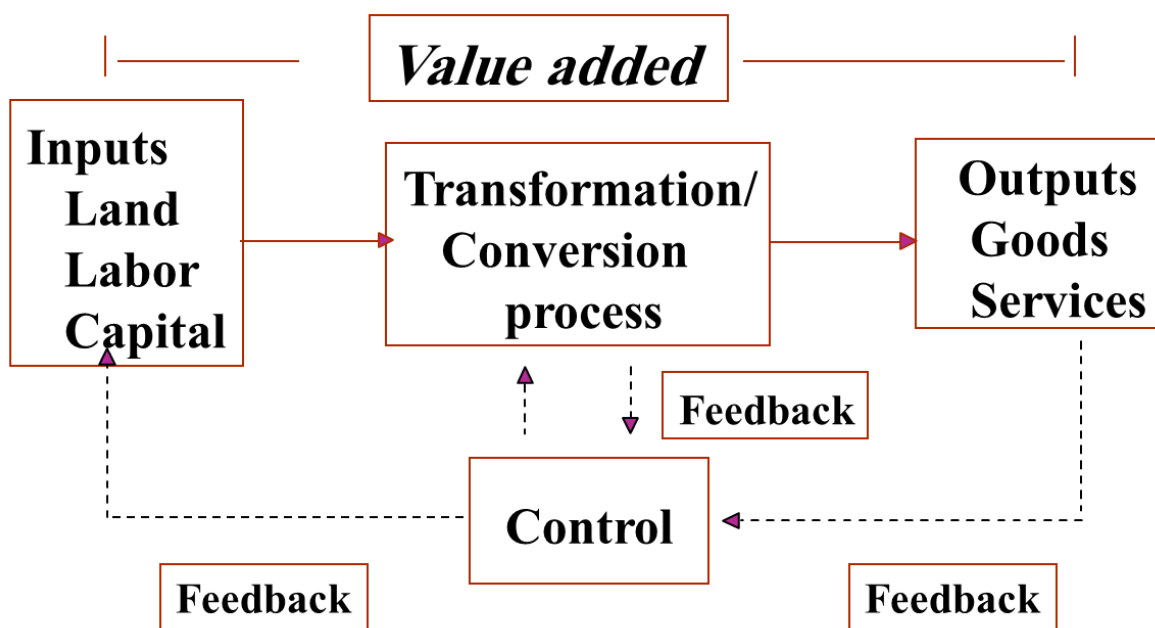 Value added
Inputs
Land
Labor
Capital
Transformation/
Conversion
process
Outputs
Goods
Services
Feedback
Control
Feedback
Feedback